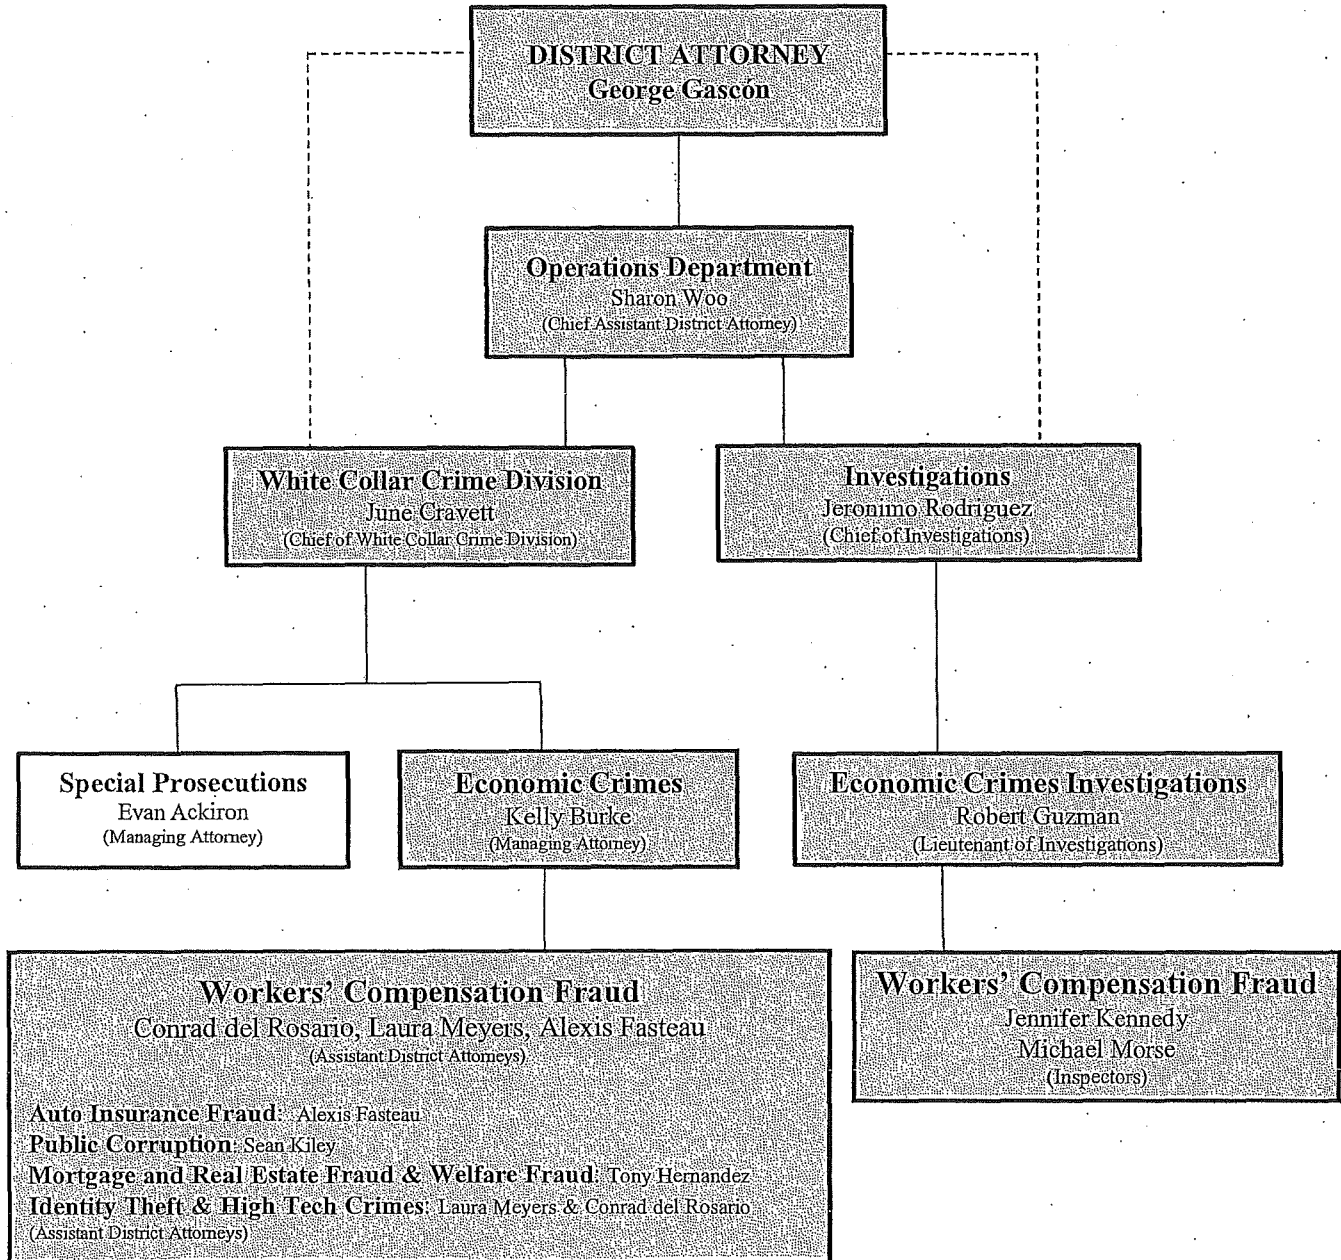 DISTRICT ATTORNEY
George Gascón
Operations Department
Sharon Woo
(Chief Assistant District Attorney)
White Collar Crime Division
June Cravett
(Chief of White Collar Crime Division)
Investigations
Jeronimo Rodriguez
(Chief of Investigations)
Special Prosecutions
Evan Ackiron
(Managing Attorney)
Economic Crimes
Kelly Burke
(Managing Attorney)
Economic Crimes Investigations
Robert Guzman
(Lieutenant of Investigations)
Workers' Compensation Fraud
Conrad del Rosario, Laura Meyers, Alexis Fasteau
(Assistant District Attorneys)
Auto Insurance Fraud: Alexis Fasteau
Public Corruption: Sean Kiley
Mortgage and Real Estate Fraud & Welfare Fraud: Tony Hernandez
Identity Theft & High Tech Crimes: Laura Meyers & Conrad del Rosario
(Assistant District Attorneys)
Workers' Compensation Fraud
Jennifer Kennedy
Michael Morse
(Inspectors)